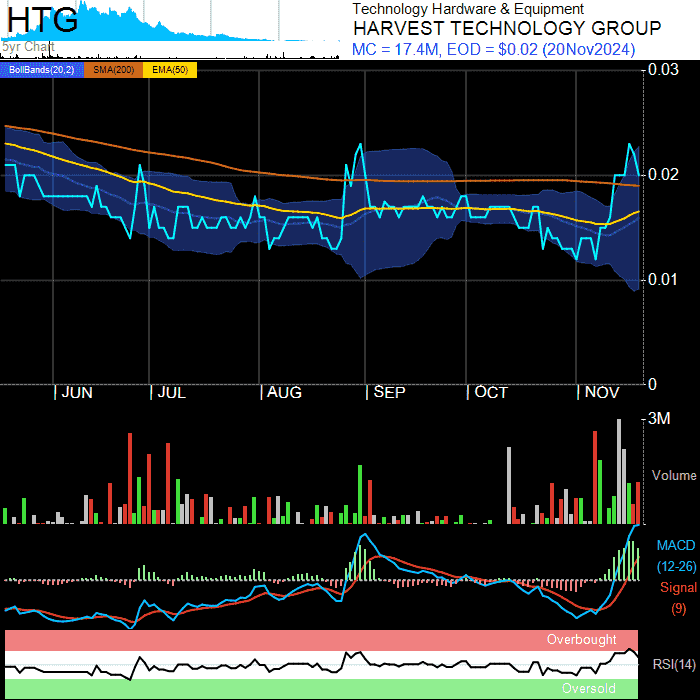 HTG
Technology Hardware & Equipment
HARVEST TECHNOLOGY GROUP
5yr Chart
MC = 17.4M, EOD = $0.02 (20Nov2024)
BollBands(20,2) SMA(200) EMA(50)
0.03
0.02
0.01
0
JUN JUL AUG SEP OCT NOV
3M
Volume
MACD
(12-26)
Signal
(9)
Overbought
RSI(14)
Oversold